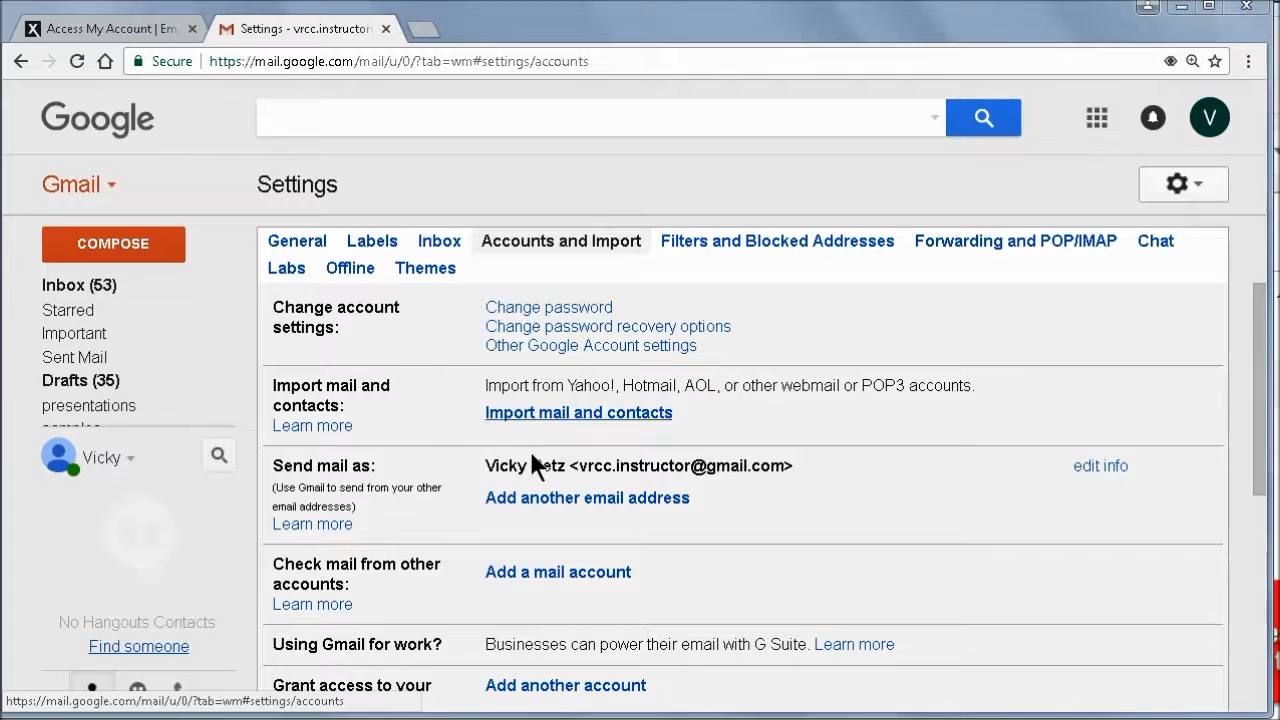 Access My Account | Em
Settings - vrcc.instructor
Secure https://mail.google.com/mail/u/0/?tab=wm#settings/accounts
Google
V
Gmail
Settings
COMPOSE
General Labels Inbox Accounts and Import Filters and Blocked Addresses Forwarding and POP/IMAP Chat
Labs Offline Themes
Inbox (53)
Starred
Important
Sent Mail
Drafts (35)
presentations
Vicky
No Hangouts Contacts
Find someone
Change account
settings:
Change password
Change password recovery options
Other Google Account settings
Import mail and
contacts:
Learn more
Import from Yahoo!, Hotmail, AOL, or other webmail or POP3 accounts.
Import mail and contacts
Send mail as:
(Use Gmail to send from your other
email addresses)
Learn more
Vicky etz <vrcc.instructor@gmail.com>
edit info
Add another email address
Check mail from other
accounts:
Learn more
Add a mail account
Using Gmail for work?
Businesses can power their email with G Suite. Learn more
Grant access to your
Add another account
https://mail.google.com/mail/u/0/?tab=wm#settings/accounts